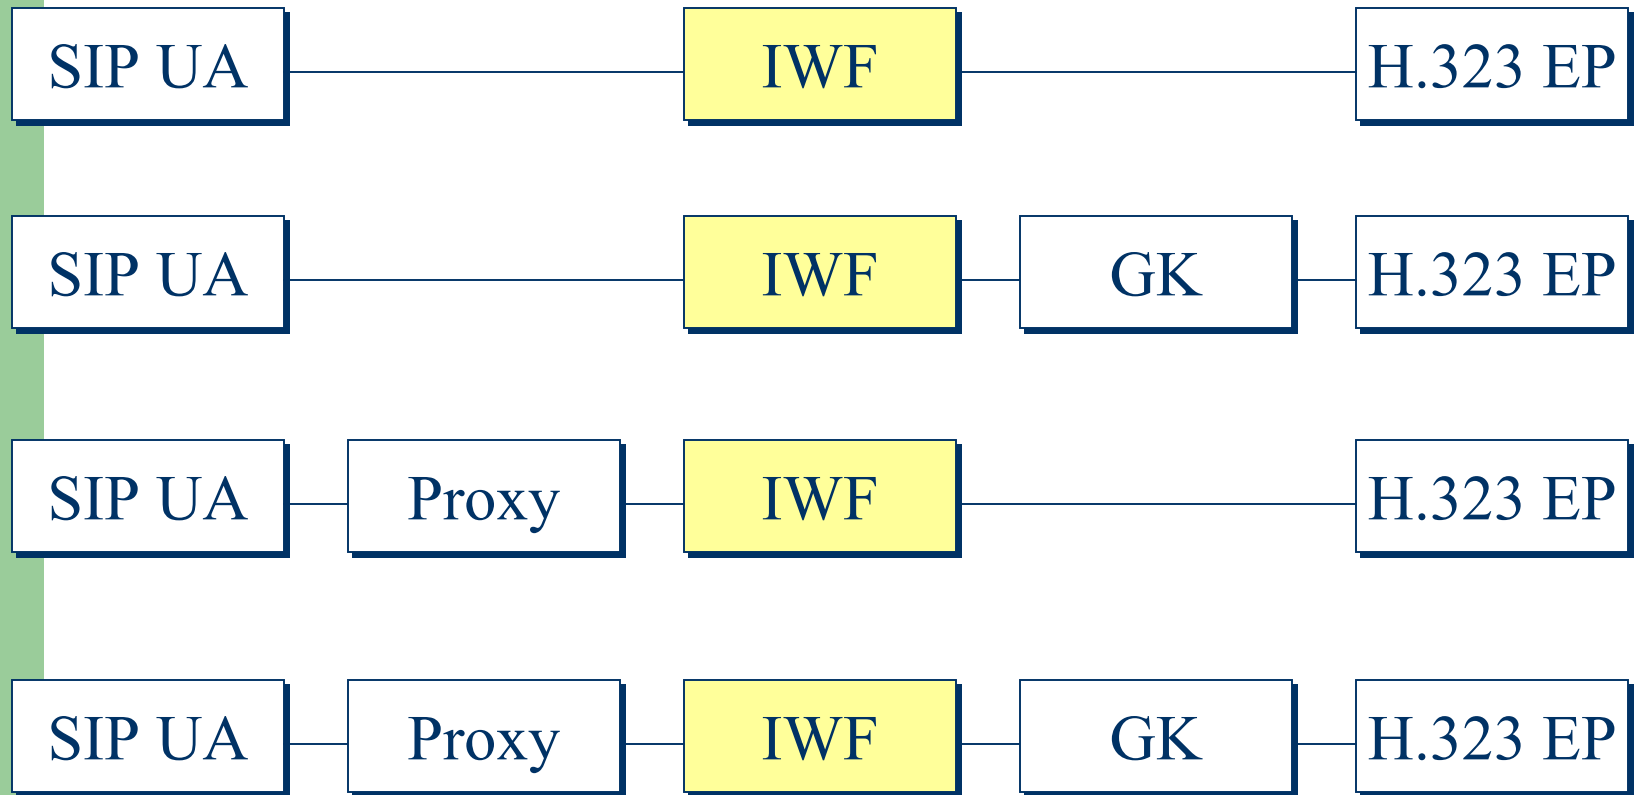 SIP UA IWF H.323 EP
SIP UA IWF GK H.323 EP
SIP UA Proxy IWF H.323 EP
SIP UA Proxy IWF GK H.323 EP